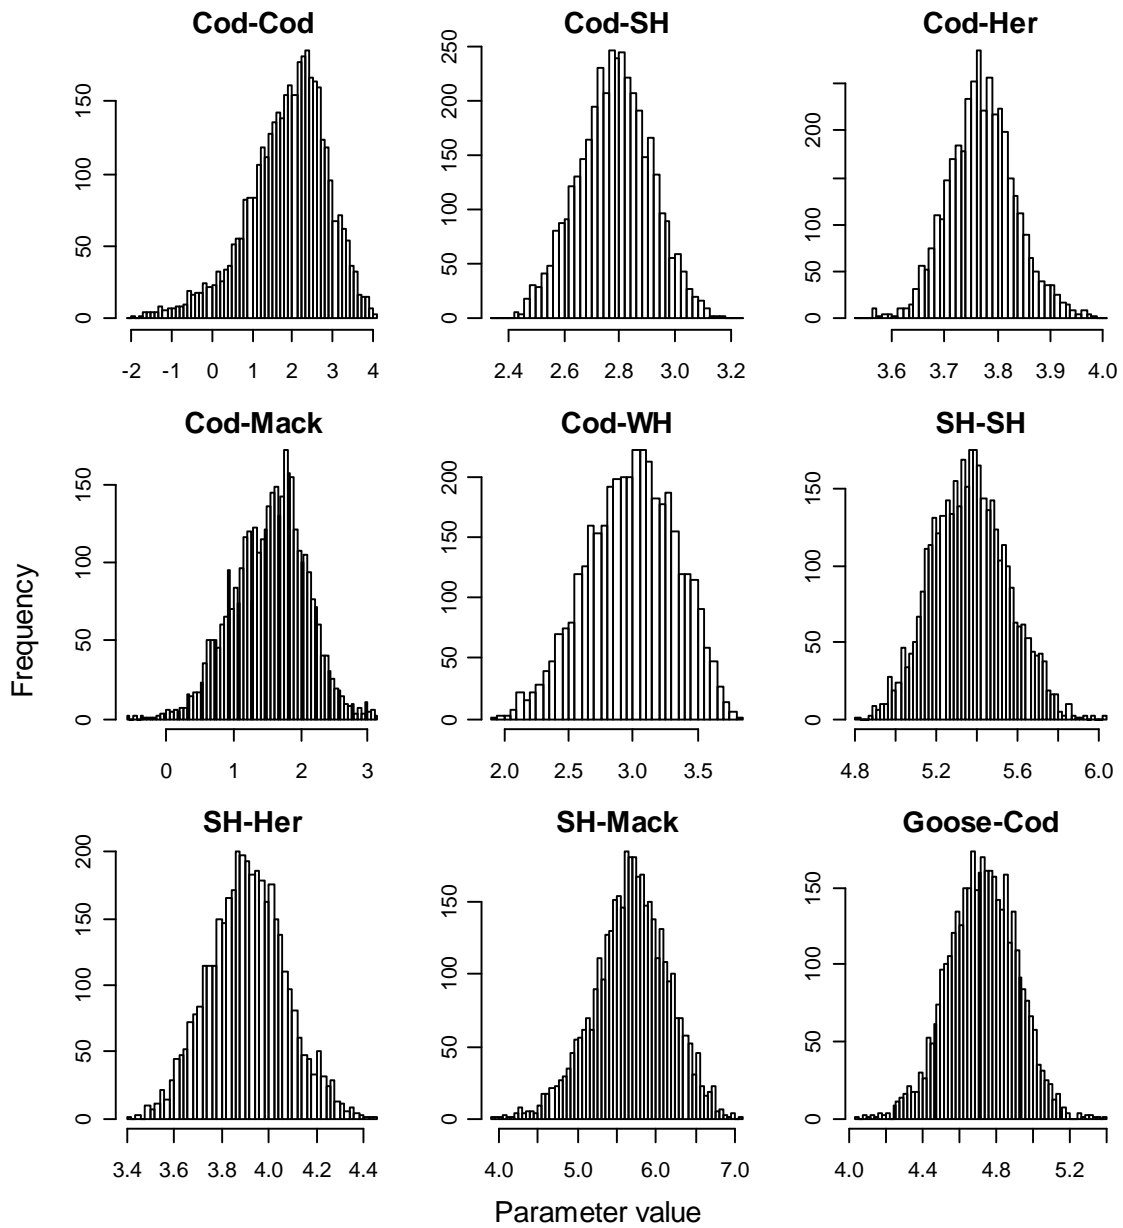 Cod-Cod Cod-SH Cod-Her
0 50 100 150
0 50 100 150 200 250
0 50 100 200
-2 -1 0 1 2 3 4
2.4 2.6 2.8 3.0 3.2
3.6 3.7 3.8 3.9 4.0
Cod-Mack Cod-WH SH-SH
0 50 100 150
0 50 100 150 200
0 50 100 150
0 1 2 3
2.0 2.5 3.0 3.5
4.8 5.2 5.6 6.0
Frequency
SH-Her SH-Mack Goose-Cod
0 50 100 150 200
0 50 100 150
0 50 100 150
3.4 3.6 3.8 4.0 4.2 4.4
4.0 5.0 6.0 7.0
4.0 4.4 4.8 5.2
Parameter value